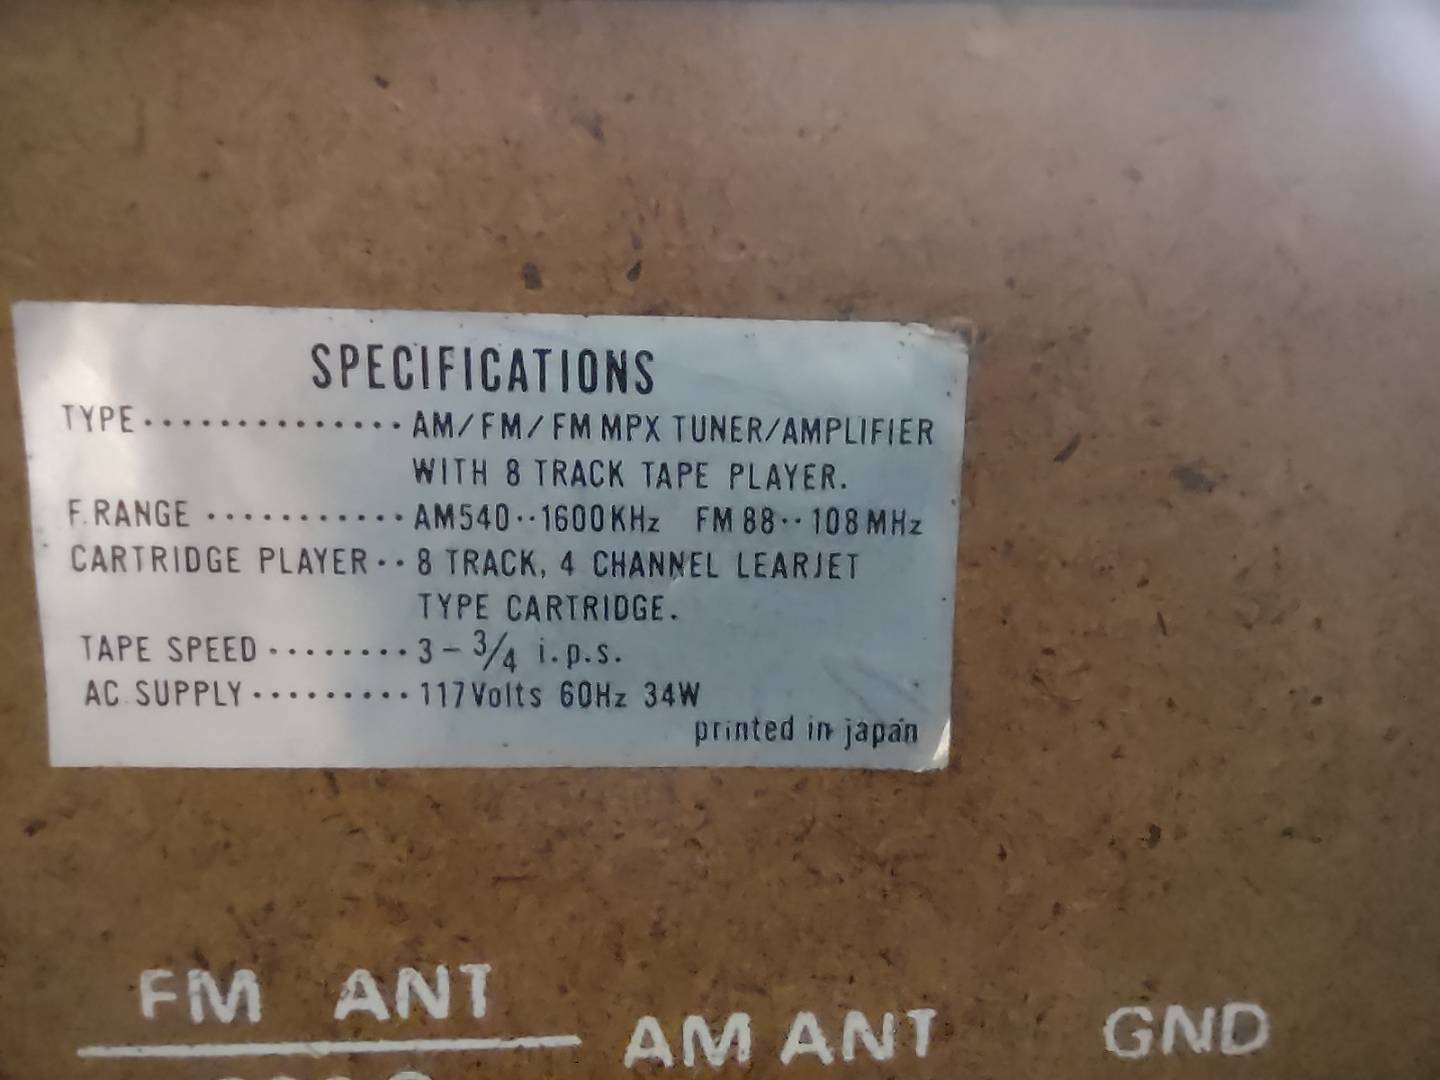 SPECIFICATIONS
TYPE·············· AM/FM/FM MPX TUNER/AMPLIFIER
WITH 8 TRACK TAPE PLAYER.
F.RANGE ··········· AM540··1600KHz FM 88··108MHz
CARTRIDGE PLAYER·· 8 TRACK, 4 CHANNEL LEARJET
TYPE CARTRIDGE.
TAPE SPEED ········ 3-3/4 i.p.s.
AC SUPPLY ········· 117Volts 60Hz 34W
printed in japan
FM ANT
AM ANT
GND